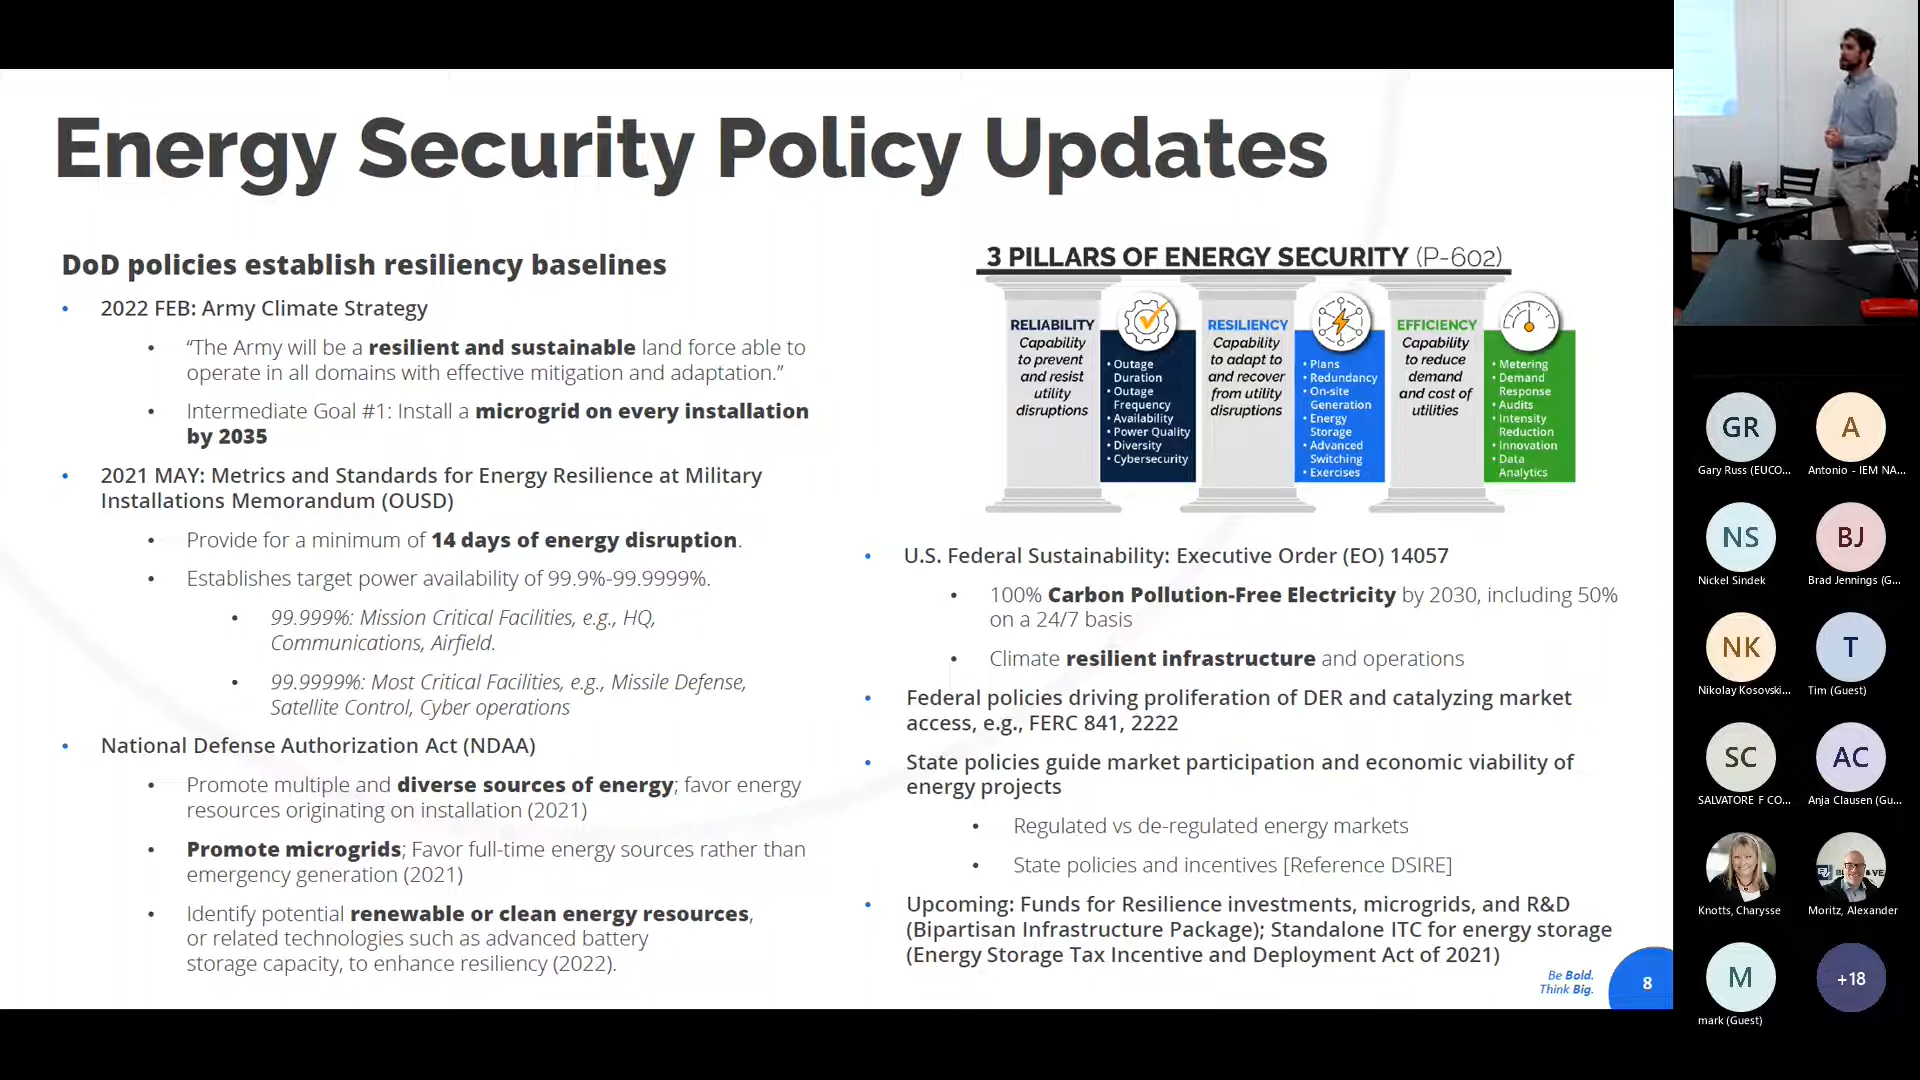 Energy Security Policy Updates
DoD policies establish resiliency baselines
• 2022 FEB: Army Climate Strategy
• “The Army will be a resilient and sustainable land force able to
operate in all domains with effective mitigation and adaptation.”
• Intermediate Goal #1: Install a microgrid on every installation
by 2035
• 2021 MAY: Metrics and Standards for Energy Resilience at Military
Installations Memorandum (OUSD)
• Provide for a minimum of 14 days of energy disruption.
• Establishes target power availability of 99.9%-99.9999%.
• 99.999%: Mission Critical Facilities, e.g., HQ,
Communications, Airfield.
• 99.9999%: Most Critical Facilities, e.g., Missile Defense,
Satellite Control, Cyber operations
• National Defense Authorization Act (NDAA)
• Promote multiple and diverse sources of energy; favor energy
resources originating on installation (2021)
• Promote microgrids; Favor full-time energy sources rather than
emergency generation (2021)
• Identify potential renewable or clean energy resources,
or related technologies such as advanced battery
storage capacity, to enhance resiliency (2022).
3 PILLARS OF ENERGY SECURITY (P-602)
RELIABILITY
Capability
to prevent
and resist
utility
disruptions
• Outage
Duration
• Outage
Frequency
• Availability
• Power Quality
• Diversity
• Cybersecurity
RESILIENCY
Capability
to adapt to
and recover
from utility
disruptions
• Plans
• Redundancy
• On-site
Generation
• Energy
Storage
• Advanced
Switching
• Exercises
EFFICIENCY
Capability
to reduce
demand
and cost of
utilities
• Metering
• Demand
Response
• Audits
• Intensity
Reduction
• Innovation
• Data
Analytics
• U.S. Federal Sustainability: Executive Order (EO) 14057
• 100% Carbon Pollution-Free Electricity by 2030, including 50%
on a 24/7 basis
• Climate resilient infrastructure and operations
• Federal policies driving proliferation of DER and catalyzing market
access, e.g., FERC 841, 2222
• State policies guide market participation and economic viability of
energy projects
• Regulated vs de-regulated energy markets
• State policies and incentives [Reference DSIRE]
• Upcoming: Funds for Resilience investments, microgrids, and R&D
(Bipartisan Infrastructure Package); Standalone ITC for energy storage
(Energy Storage Tax Incentive and Deployment Act of 2021)
Be Bold.
Think Big.
8
GR
Gary Russ (EUCO...
A
Antonio - IEM NA...
NS
Nickel Sindek
BJ
Brad Jennings (G...
NK
Nikolay Kosovski...
T
Tim (Guest)
SC
SALVATORE F CO...
AC
Anja Clausen (Gu...
Knotts, Charysse
Moritz, Alexander
M
mark (Guest)
+18